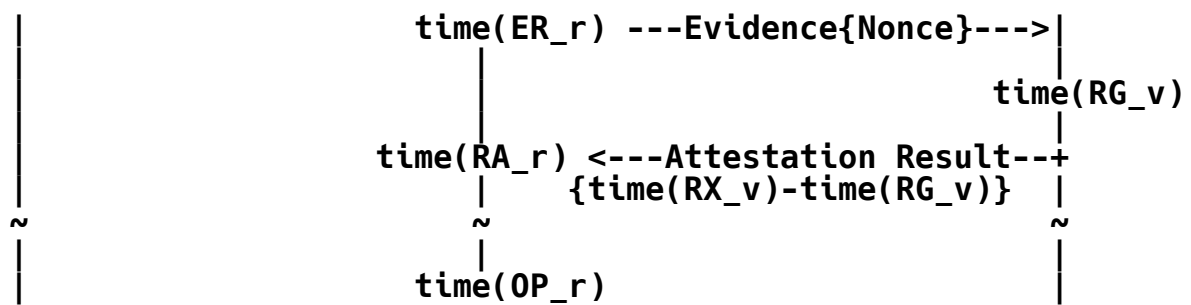 time(ER_r) ---Evidence{Nonce}--->|
time(RG_v)
time(RA_r) <---Attestation Result--+
{time(RX_v)-time(RG_v)}
~ ~ ~
time(OP_r)